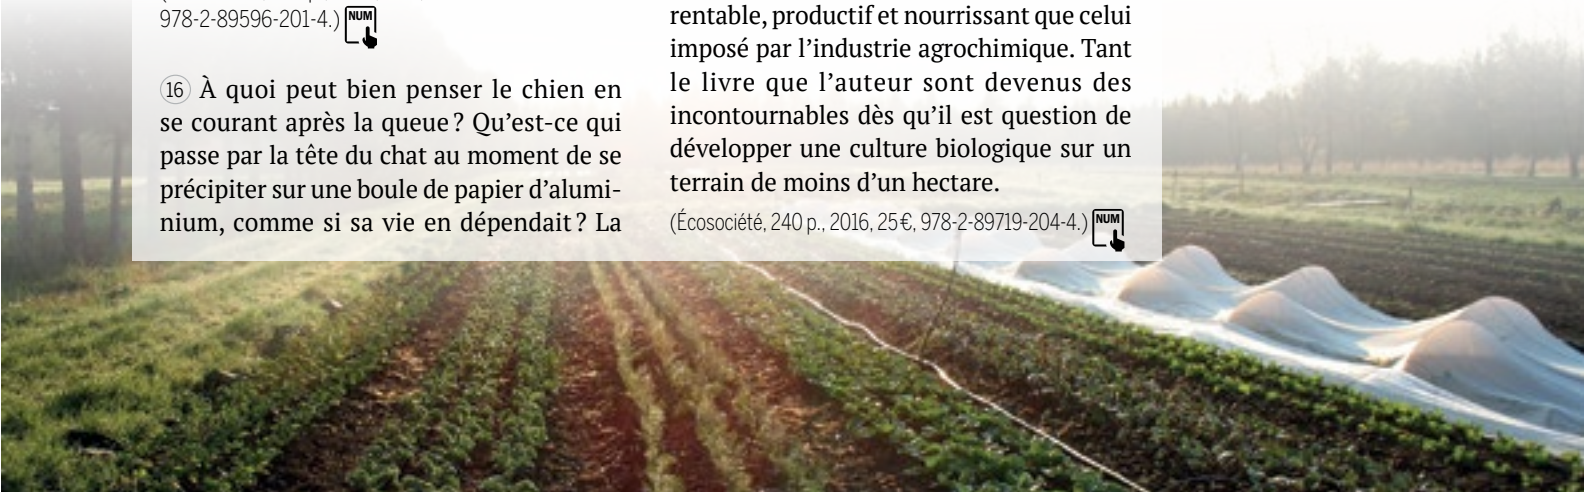 978-2-89596-201-4.) NUM
16 À quoi peut bien penser le chien en
se courant après la queue ? Qu’est-ce qui
passe par la tête du chat au moment de se
précipiter sur une boule de papier d’alumi-
nium, comme si sa vie en dépendait ? La
rentable, productif et nourrissant que celui
imposé par l’industrie agrochimique. Tant
le livre que l’auteur sont devenus des
incontournables dès qu’il est question de
développer une culture biologique sur un
terrain de moins d’un hectare.
(Écosociété, 240 p., 2016, 25 €, 978-2-89719-204-4.) NUM